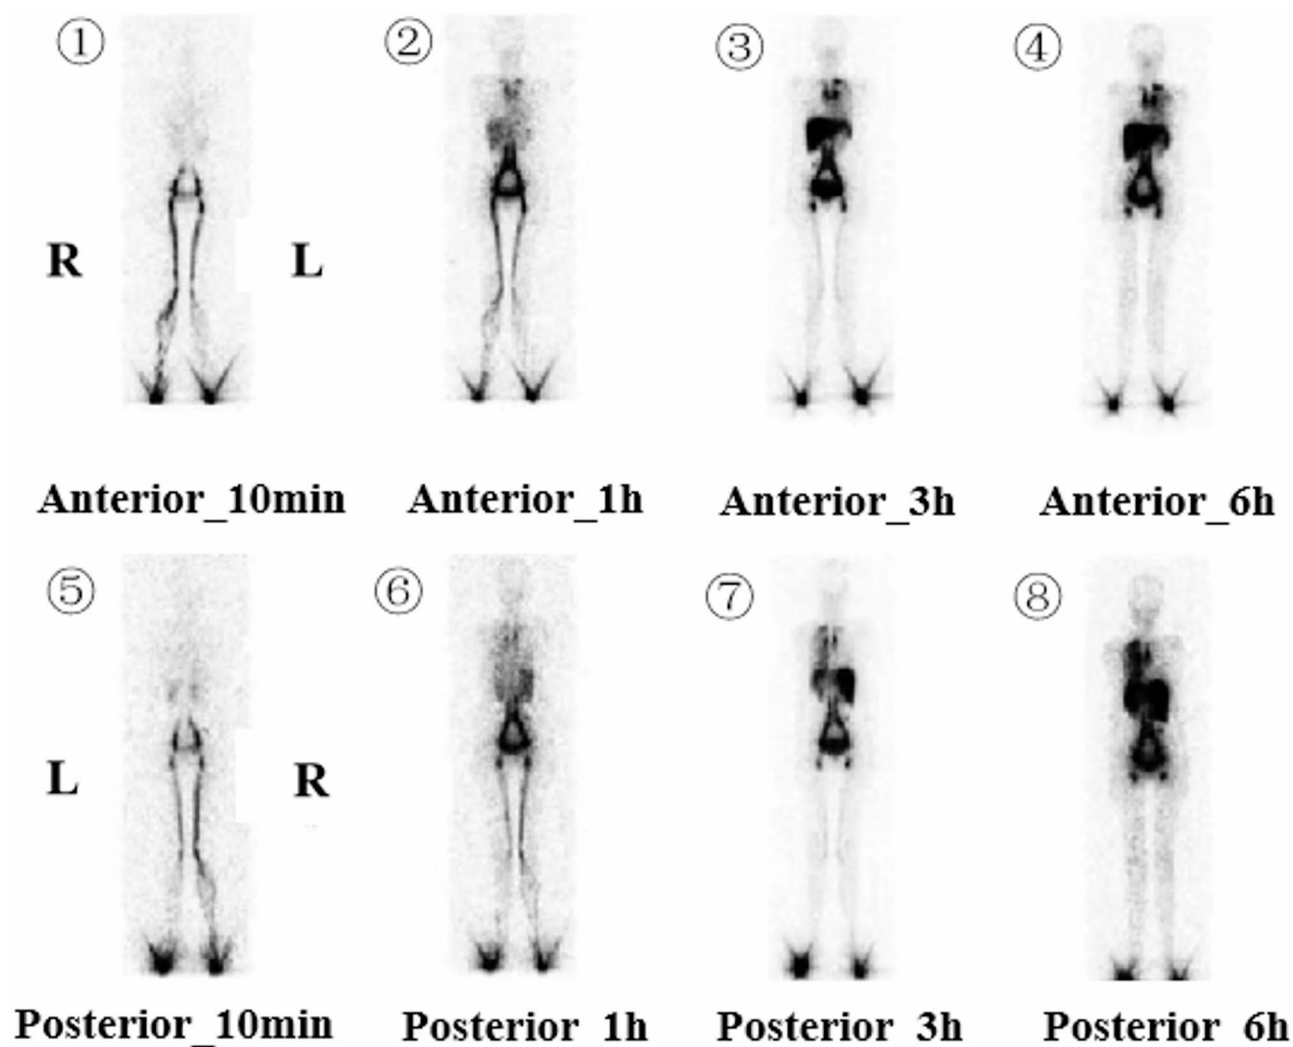 ① ② ③ ④
R L
Anterior_10min Anterior_1h Anterior_3h Anterior_6h
⑤ ⑥ ⑦ ⑧
L R
Posterior_10min Posterior_1h Posterior_3h Posterior_6h